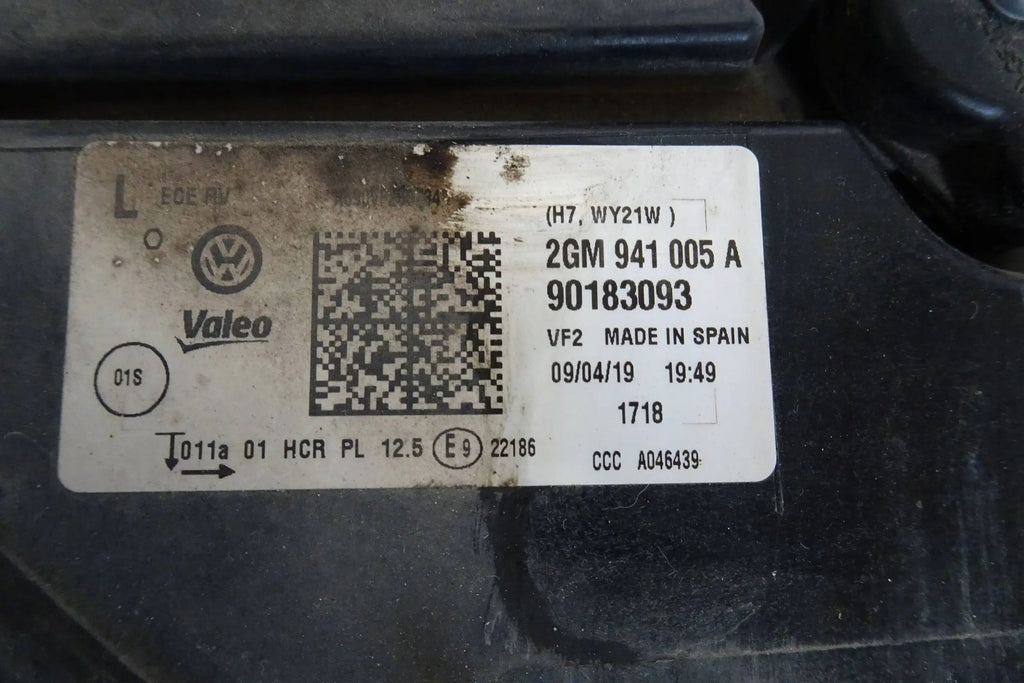 L ECE RV
(H7, WY21W )
2GM 941 005 A
90183093
Valeo
VF2 MADE IN SPAIN
01S
09/04/19 19:49
1718
011a 01 HCR PL 12.5 E9 22186
CCC A046439